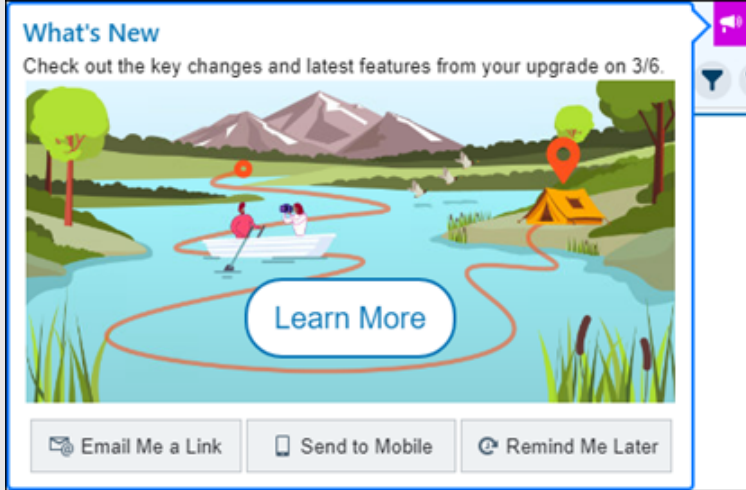 What's New
Check out the key changes and latest features from your upgrade on 3/6.
Learn More
Email Me a Link
Send to Mobile
Remind Me Later